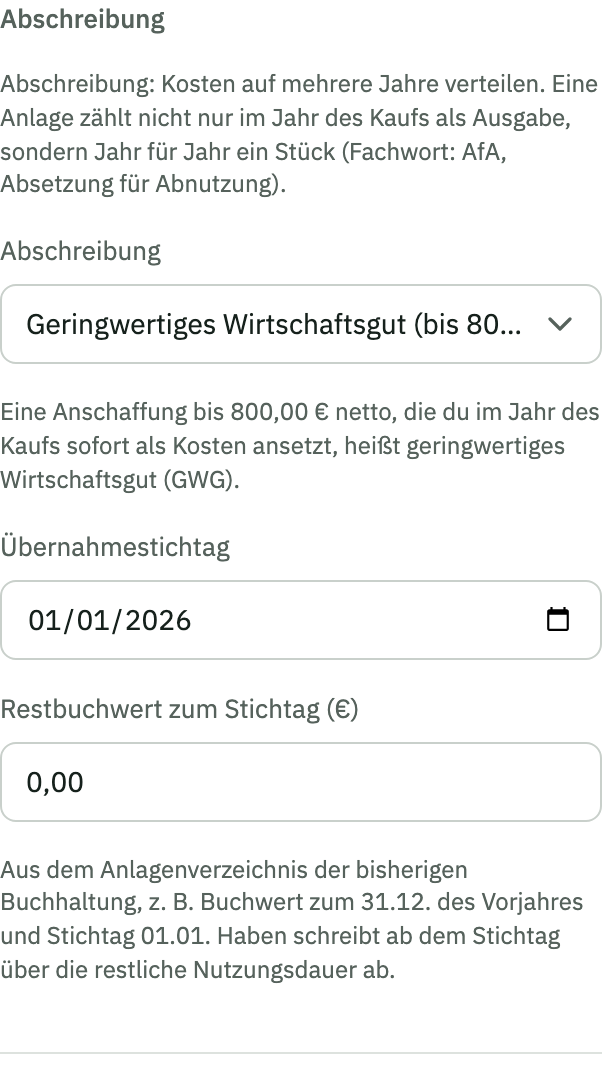 Abschreibung
Abschreibung: Kosten auf mehrere Jahre verteilen. Eine
Anlage zählt nicht nur im Jahr des Kaufs als Ausgabe,
sondern Jahr für Jahr ein Stück (Fachwort: AfA,
Absetzung für Abnutzung).
Abschreibung
Geringwertiges Wirtschaftsgut (bis 80...
Eine Anschaffung bis 800,00 € netto, die du im Jahr des
Kaufs sofort als Kosten ansetzt, heißt geringwertiges
Wirtschaftsgut (GWG).
Übernahmestichtag
01/01/2026
Restbuchwert zum Stichtag (€)
0,00
Aus dem Anlagenverzeichnis der bisherigen
Buchhaltung, z. B. Buchwert zum 31.12. des Vorjahres
und Stichtag 01.01. Haben schreibt ab dem Stichtag
über die restliche Nutzungsdauer ab.